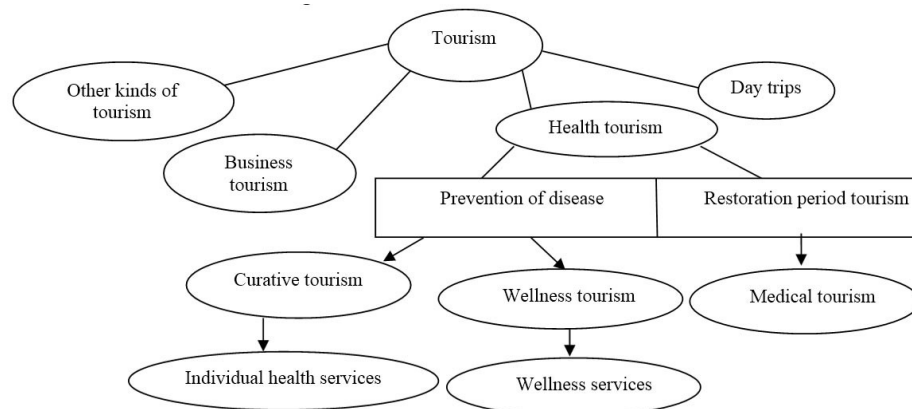 Tourism
Other kinds of
tourism
Day trips
Health tourism
Business
tourism
Prevention of disease
Restoration period tourism
Curative tourism
Wellness tourism
Medical tourism
Individual health services
Wellness services